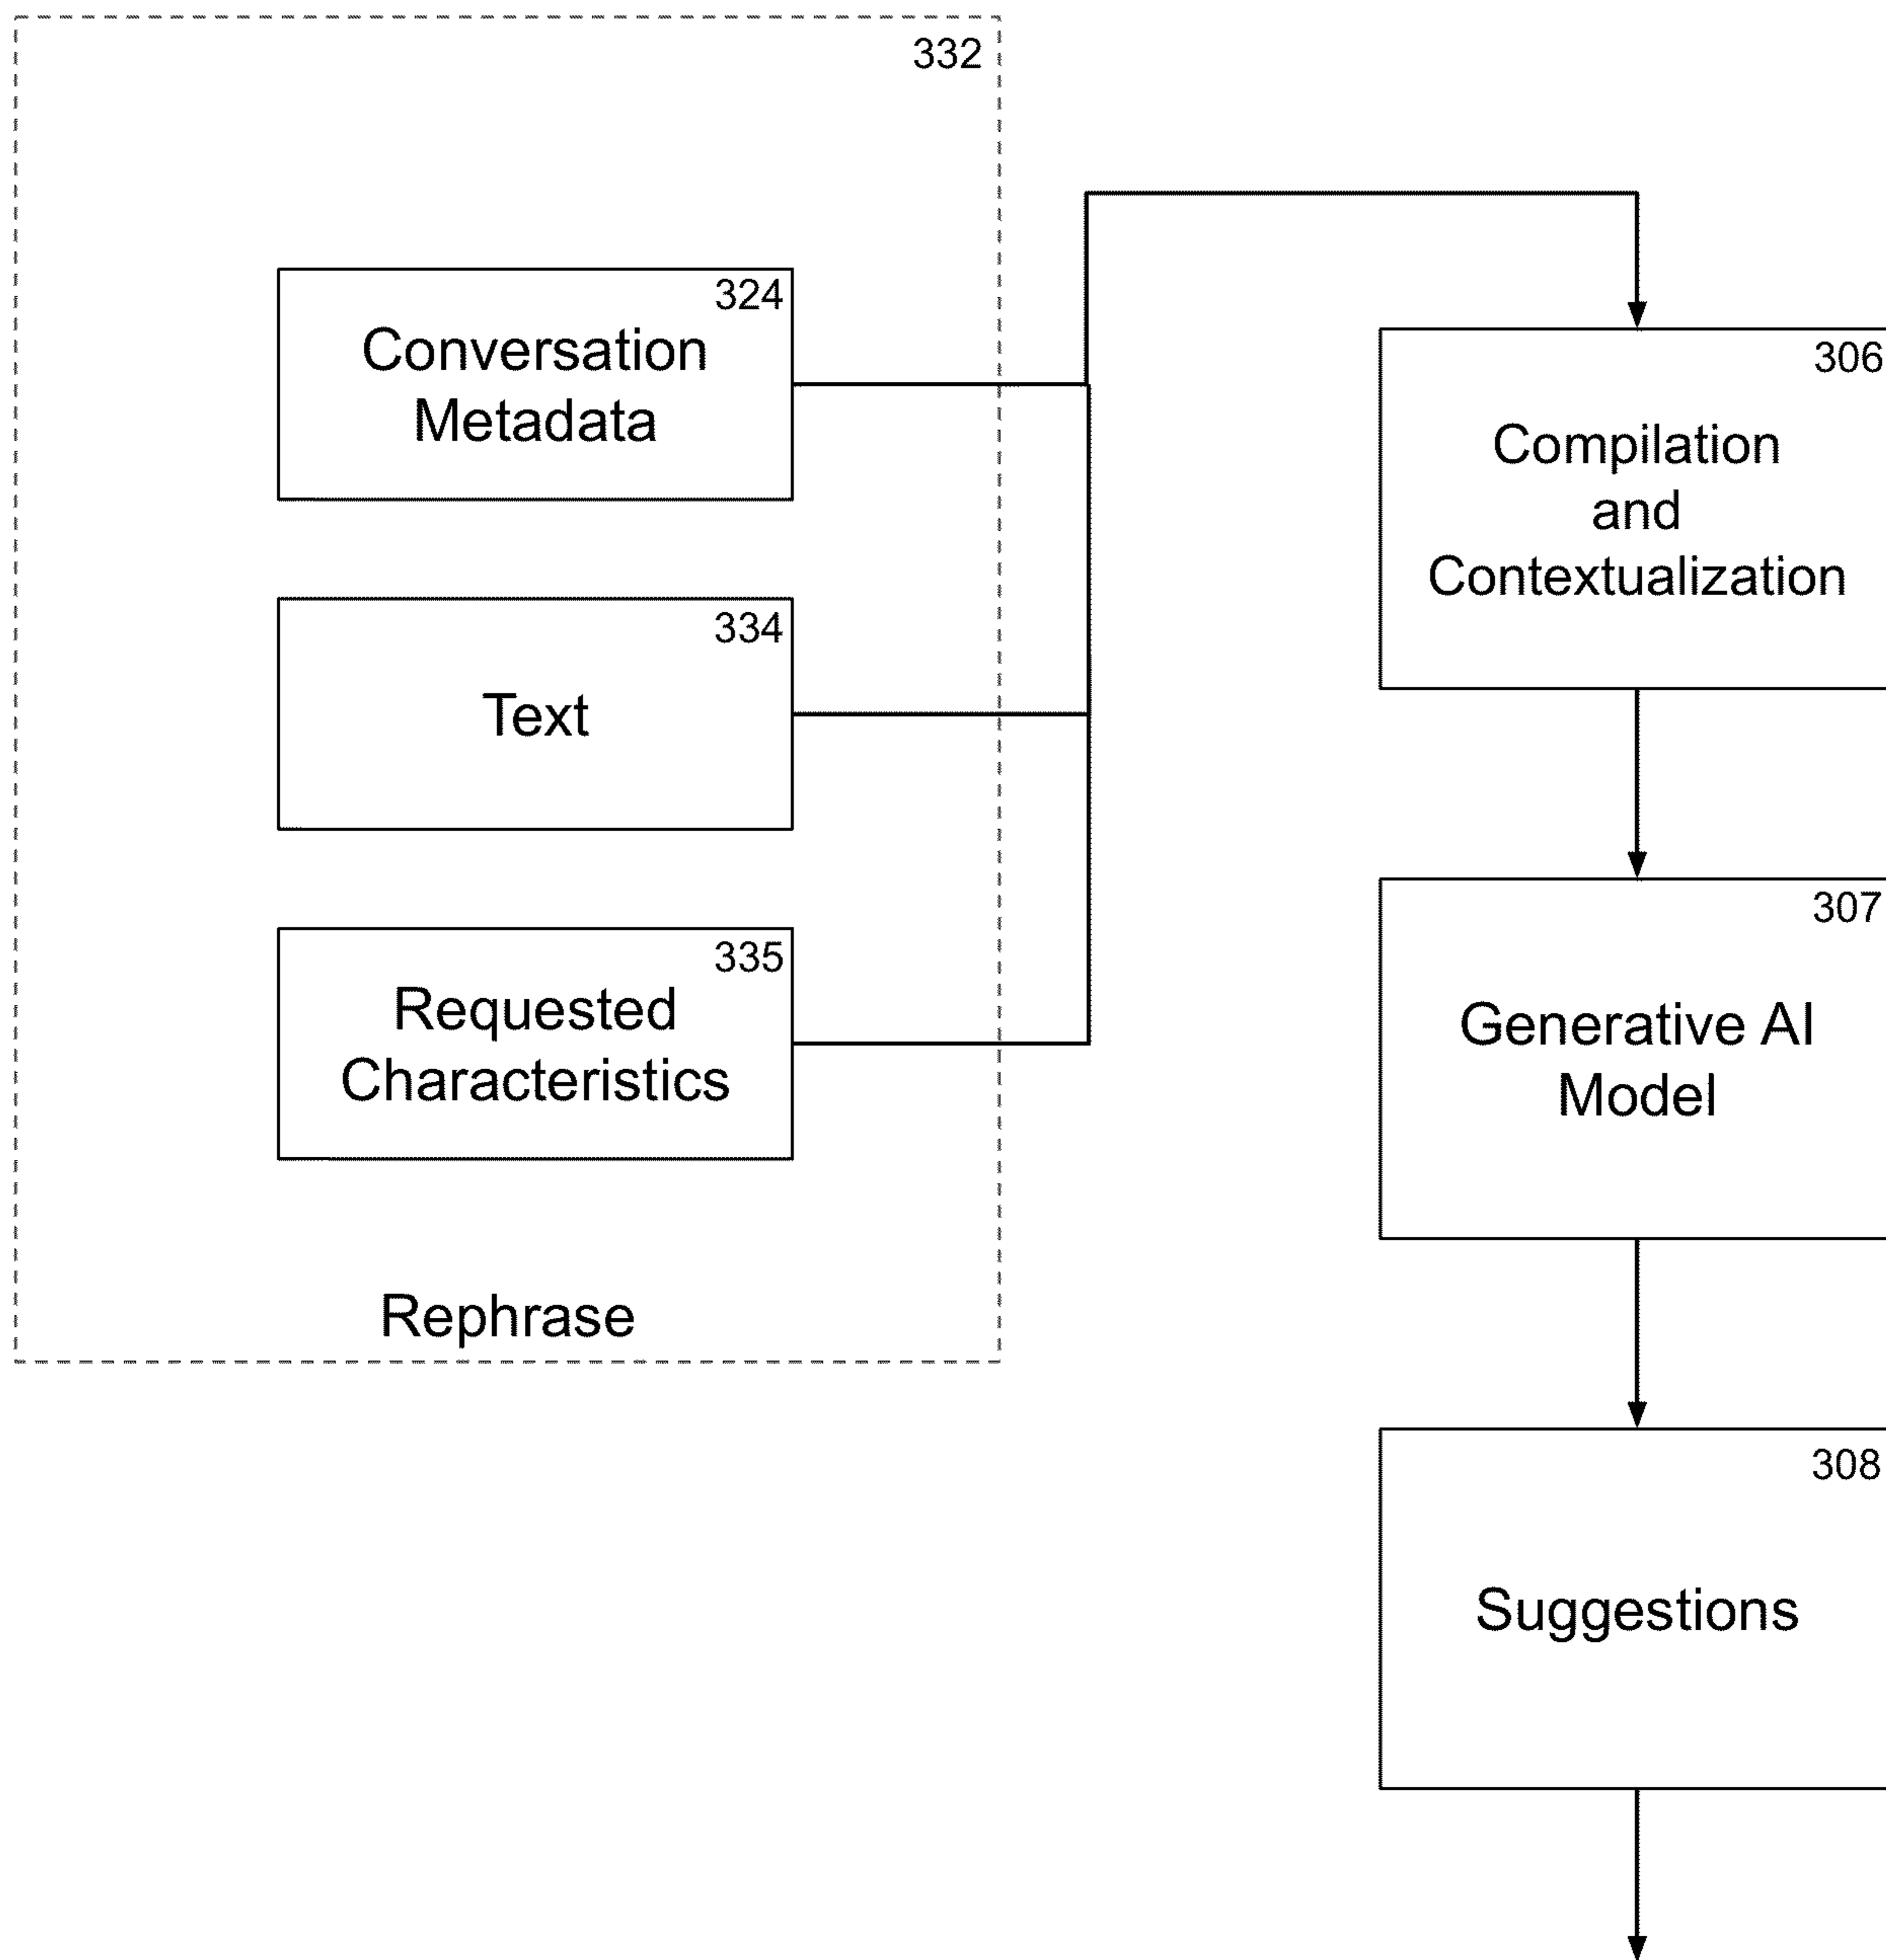 332
324
Conversation
Metadata
334
Text
335
Requested
Characteristics
Rephrase
306
Compilation
and
Contextualization
307
Generative AI
Model
308
Suggestions